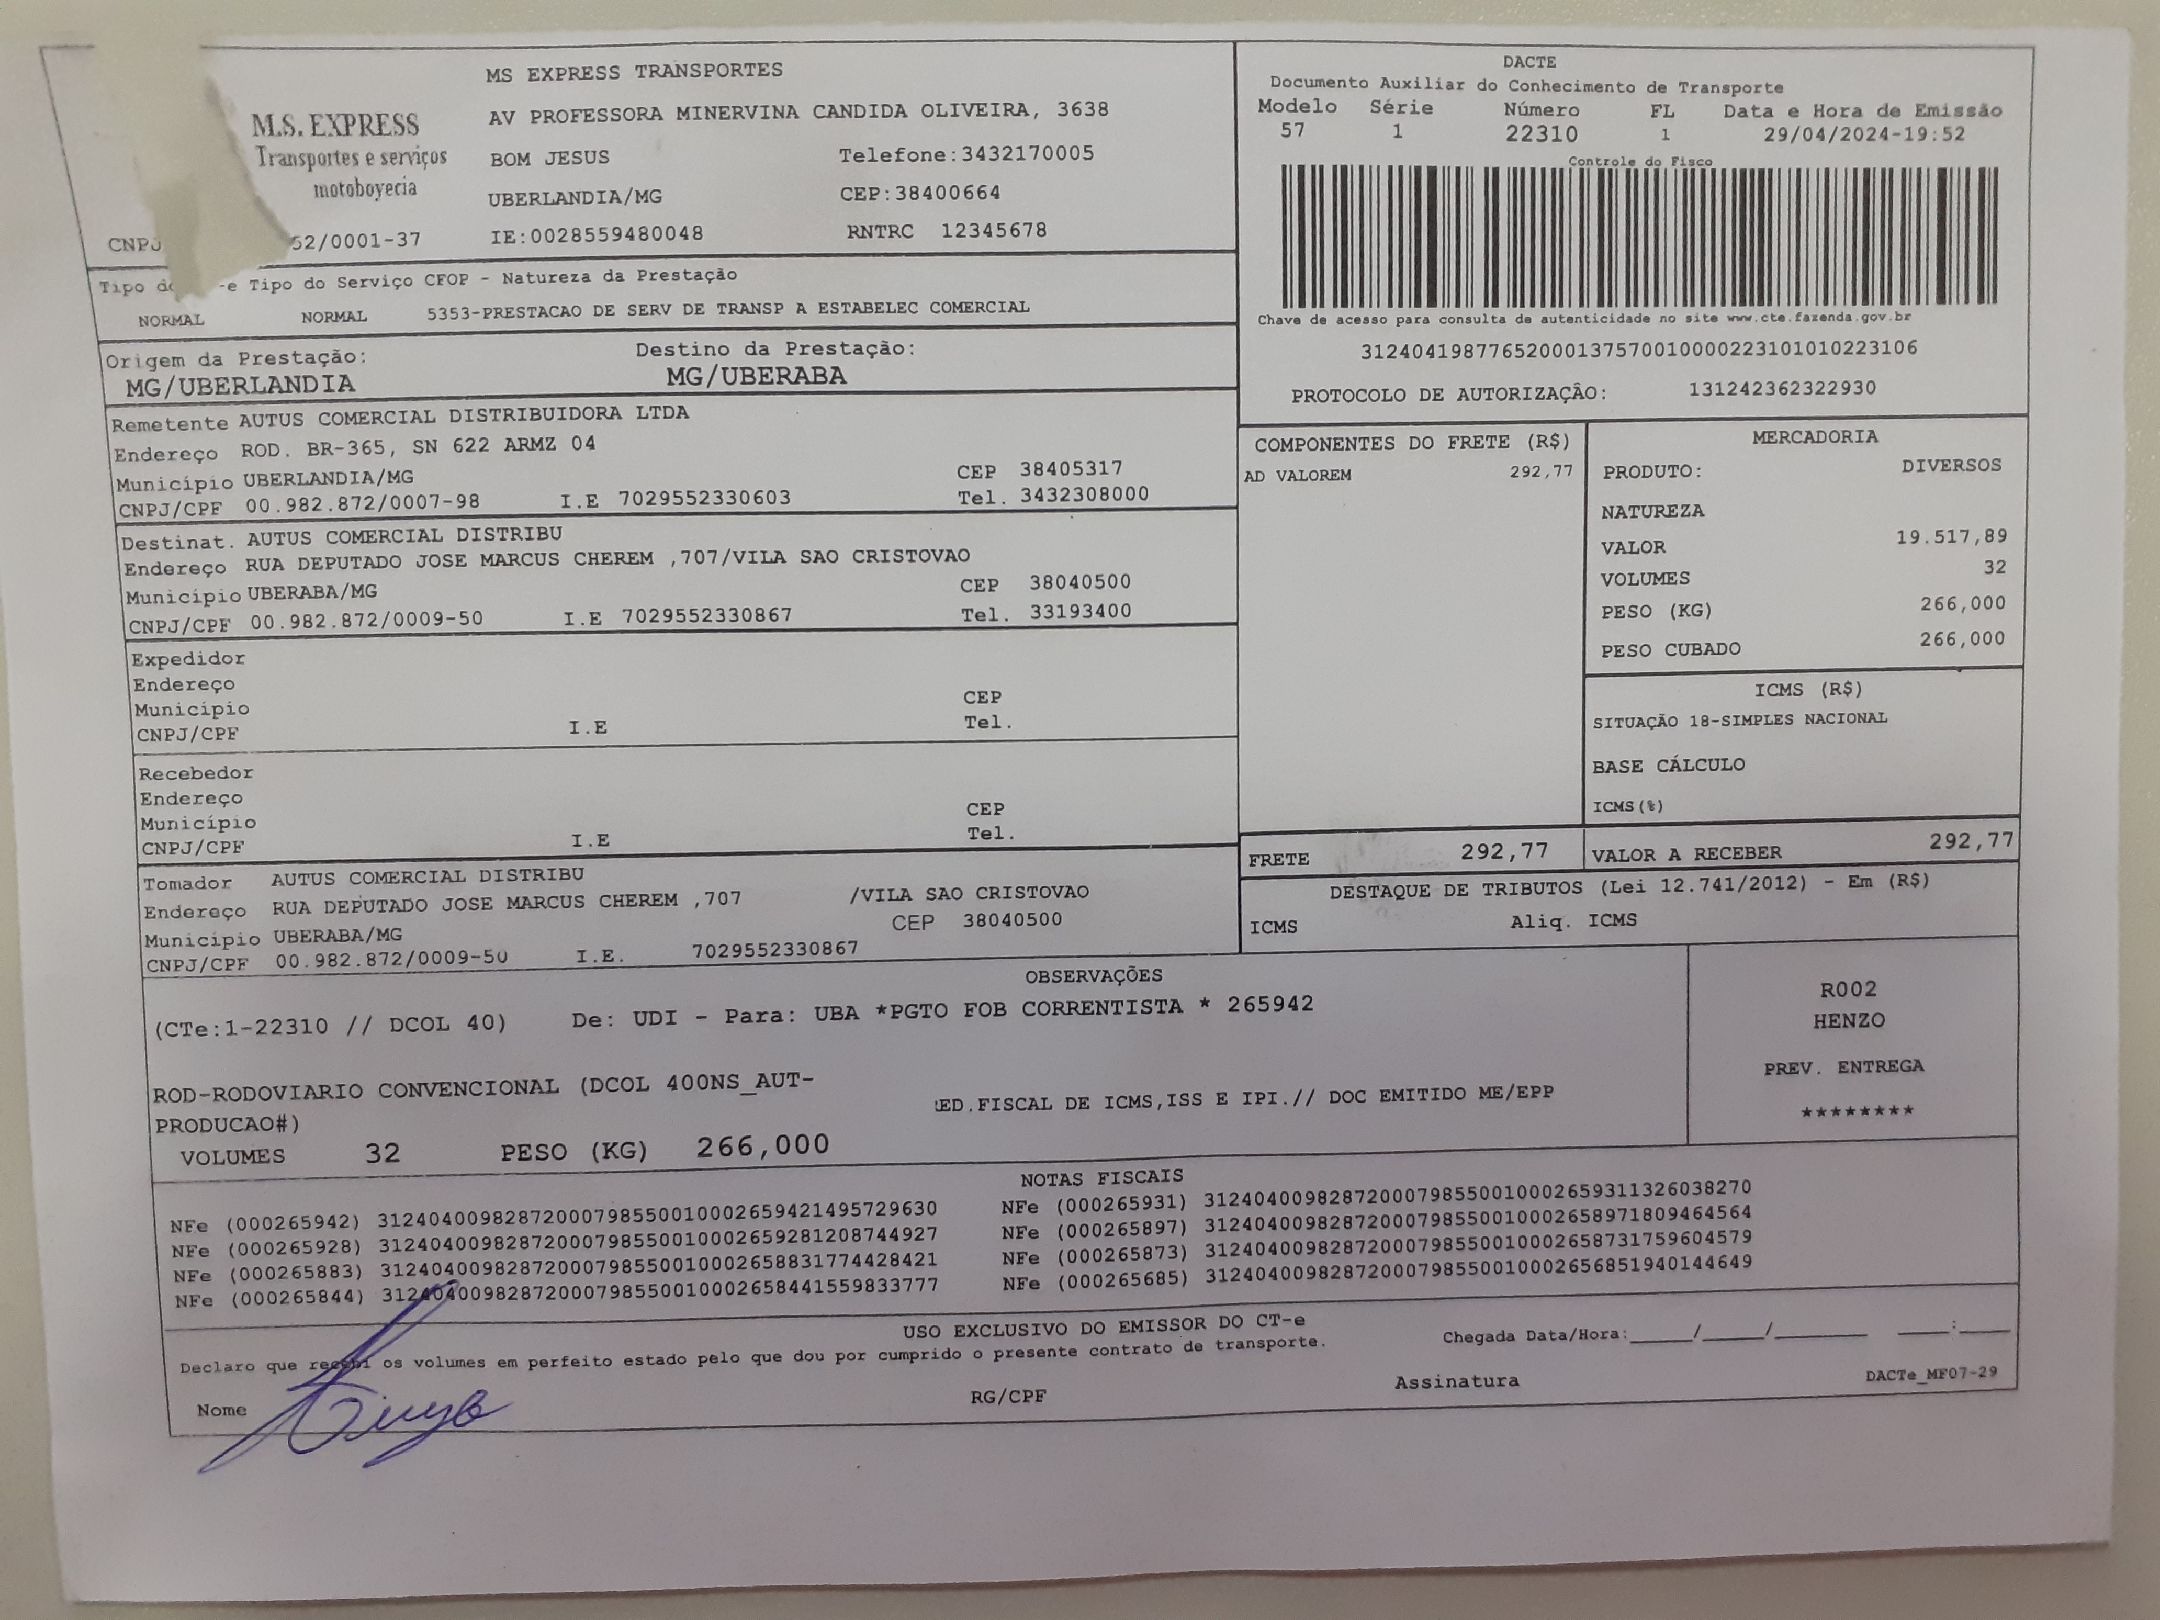 MS EXPRESS TRANSPORTES
M.S. EXPRESS
Transportes e serviços
motoboyecia
AV PROFESSORA MINERVINA CANDIDA OLIVEIRA, 3638
BOM JESUS Telefone:3432170005
UBERLANDIA/MG CEP:38400664
CNPJ 52/0001-37 IE:0028559480048 RNTRC 12345678
DACTE
Documento Auxiliar do Conhecimento de Transporte
Modelo Série Número FL Data e Hora de Emissão
57 1 22310 1 29/04/2024-19:52
Controle do Fisco
Chave de acesso para consulta de autenticidade no site www.cte.fazenda.gov.br
31240419877652000137570010000223101010223106
PROTOCOLO DE AUTORIZAÇÃO: 131242362322930
Tipo do -e Tipo do Serviço CFOP - Natureza da Prestação
NORMAL NORMAL 5353-PRESTACAO DE SERV DE TRANSP A ESTABELEC COMERCIAL
Origem da Prestação: Destino da Prestação:
MG/UBERLANDIA MG/UBERABA
Remetente AUTUS COMERCIAL DISTRIBUIDORA LTDA
Endereço ROD. BR-365, SN 622 ARMZ 04
Município UBERLANDIA/MG CEP 38405317
CNPJ/CPF 00.982.872/0007-98 I.E 7029552330603 Tel. 3432308000
Destinat. AUTUS COMERCIAL DISTRIBU
Endereço RUA DEPUTADO JOSE MARCUS CHEREM ,707/VILA SAO CRISTOVAO
Município UBERABA/MG CEP 38040500
CNPJ/CPF 00.982.872/0009-50 I.E 7029552330867 Tel. 33193400
Expedidor
Endereço
Município CEP
CNPJ/CPF I.E Tel.
Recebedor
Endereço
Município CEP
CNPJ/CPF I.E Tel.
Tomador AUTUS COMERCIAL DISTRIBU
Endereço RUA DEPUTADO JOSE MARCUS CHEREM ,707 /VILA SAO CRISTOVAO
Município UBERABA/MG CEP 38040500
CNPJ/CPF 00.982.872/0009-50 I.E. 7029552330867
COMPONENTES DO FRETE (R$)
AD VALOREM 292,77
MERCADORIA
PRODUTO: DIVERSOS
NATUREZA
VALOR 19.517,89
VOLUMES 32
PESO (KG) 266,000
PESO CUBADO 266,000
ICMS (R$)
SITUAÇÃO 18-SIMPLES NACIONAL
BASE CÁLCULO
ICMS(%)
FRETE 292,77 VALOR A RECEBER 292,77
DESTAQUE DE TRIBUTOS (Lei 12.741/2012) - Em (R$)
ICMS Aliq. ICMS
OBSERVAÇÕES
(CTe:1-22310 // DCOL 40) De: UDI - Para: UBA *PGTO FOB CORRENTISTA * 265942
ROD-RODOVIARIO CONVENCIONAL (DCOL 400NS_AUT-
PRODUCAO#) ED.FISCAL DE ICMS,ISS E IPI.// DOC EMITIDO ME/EPP
VOLUMES 32 PESO (KG) 266,000
R002
HENZO
PREV. ENTREGA
********
NOTAS FISCAIS
NFe (000265942) 31240400982872000798550010002659421495729630 NFe (000265931) 31240400982872000798550010002659311326038270
NFe (000265928) 31240400982872000798550010002659281208744927 NFe (000265897) 31240400982872000798550010002658971809464564
NFe (000265883) 31240400982872000798550010002658831774428421 NFe (000265873) 31240400982872000798550010002658731759604579
NFe (000265844) 31240400982872000798550010002658441559833777 NFe (000265685) 31240400982872000798550010002656851940144649
USO EXCLUSIVO DO EMISSOR DO CT-e
Declaro que recebi os volumes em perfeito estado pelo que dou por cumprido o presente contrato de transporte. Chegada Data/Hora:_____/_____/________ ____:____
Nome RG/CPF Assinatura DACTe_MF07-29